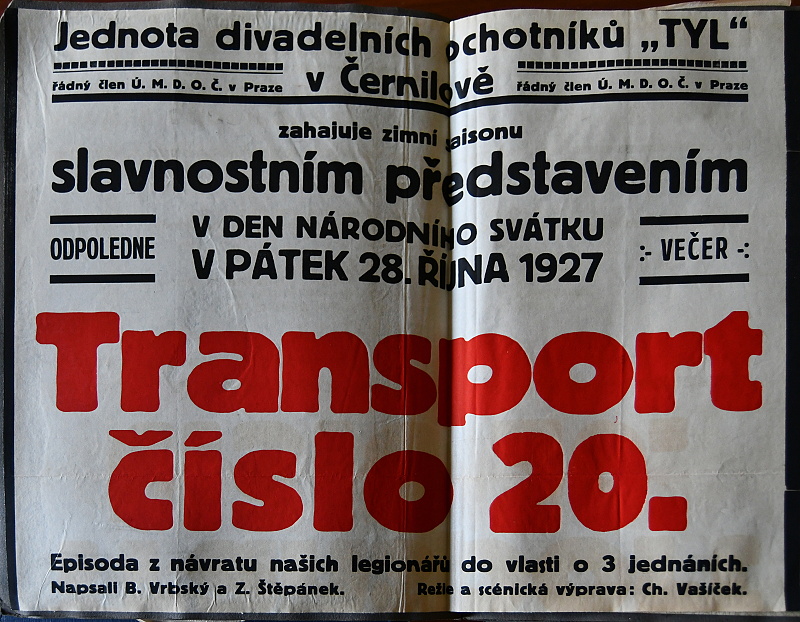 Jednota divadelních ochotníků „TYL“
řádný člen Ú. M. D. O. Č. v Praze
v Černilově
řádný člen Ú. M. D. O. Č. v Praze
zahajuje zimní saisonu
slavnostním představením
ODPOLEDNE
V DEN NÁRODNÍHO SVÁTKU
V PÁTEK 28. ŘÍJNA 1927
:- VEČER -:
Transport
číslo 20.
Episoda z návratu našich legionářů do vlasti o 3 jednáních.
Napsali B. Vrbský a Z. Štěpánek.
Režie a scénická výprava: Ch. Vašíček.